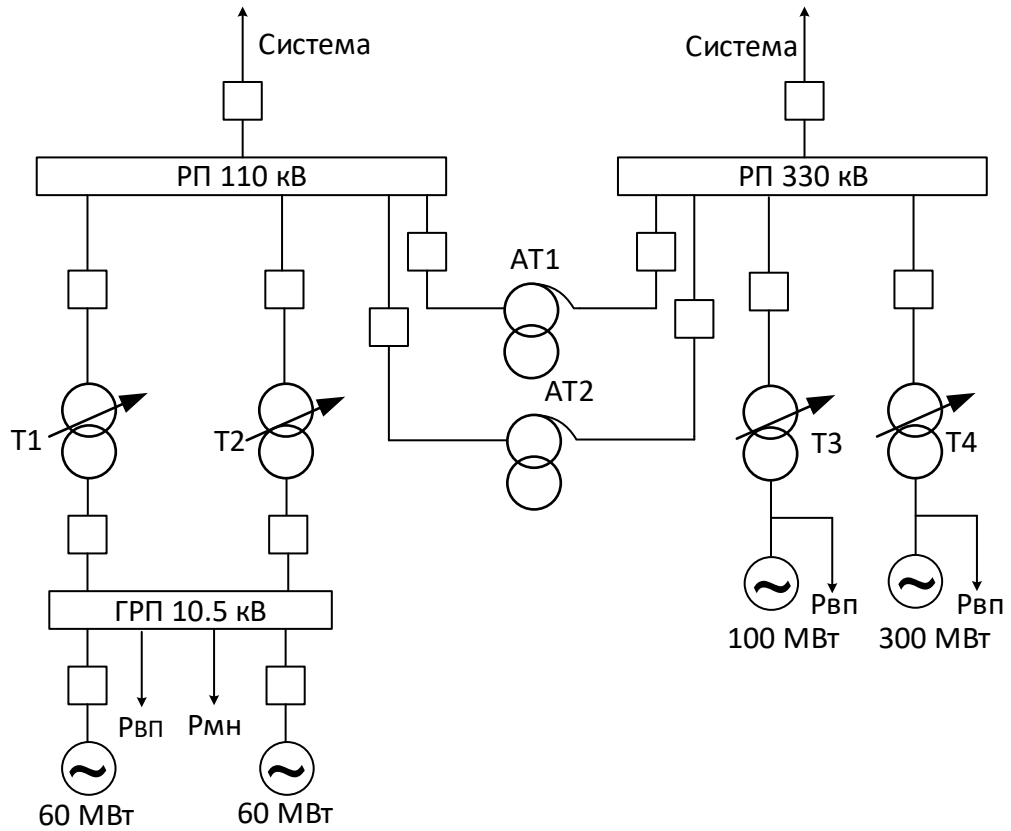 Система
Система
РП 110 кВ
РП 330 кВ
АТ1
АТ2
Т1
Т2
Т3
Т4
ГРП 10.5 кВ
Рвп
Рвп
100 МВт
300 МВт
Рвп
Рмн
60 МВт
60 МВт